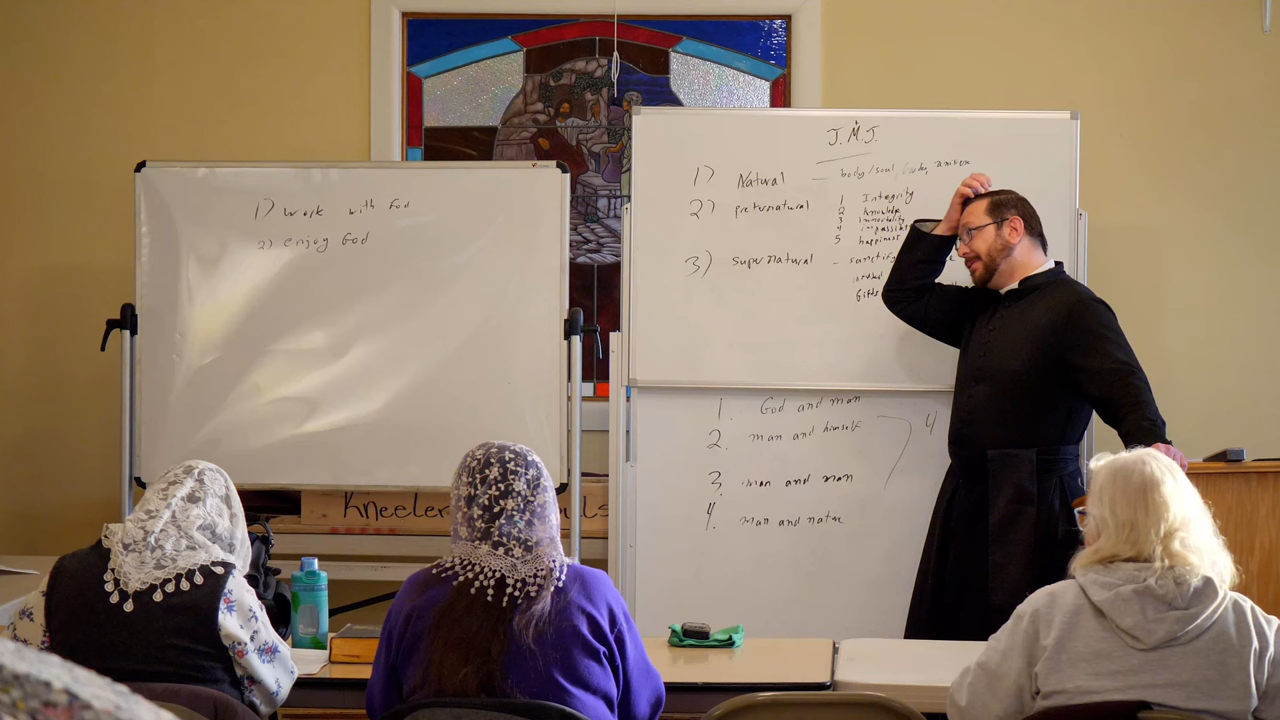 1) work with God
2) enjoy God
Kneeler
J.M.J.
1) Natural — body/soul,
2) preternatural
1 Integrity
2 knowledge
3 Immortality
4 impassibi
5 happiness
3) supernatural - sanctify
Gifts
1. God and man
2. man and himself
4
3. man and man
4. man and nature